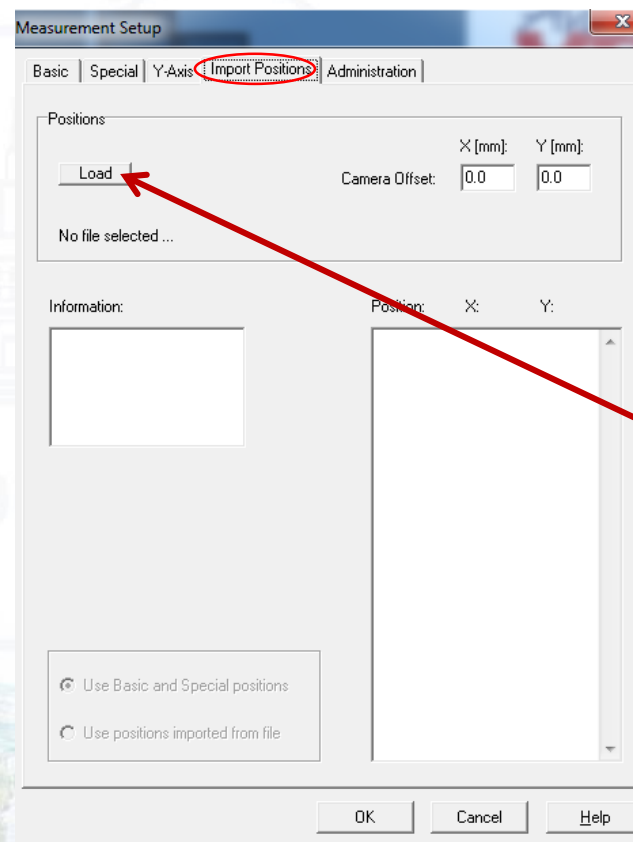 Measurement Setup
Basic Special Y-Axis Import Positions Administration
Positions
X [mm]: Y [mm]:
Load Camera Offset: 0.0 0.0
No file selected ...
Information: Position: X: Y:
Use Basic and Special positions
Use positions imported from file
OK Cancel Help